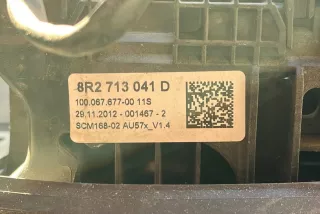 8R2 713 041 D
100.067.677-00 11S
29.11.2012 - 001467 - 2
SCM168-02 AU57x_V1.4